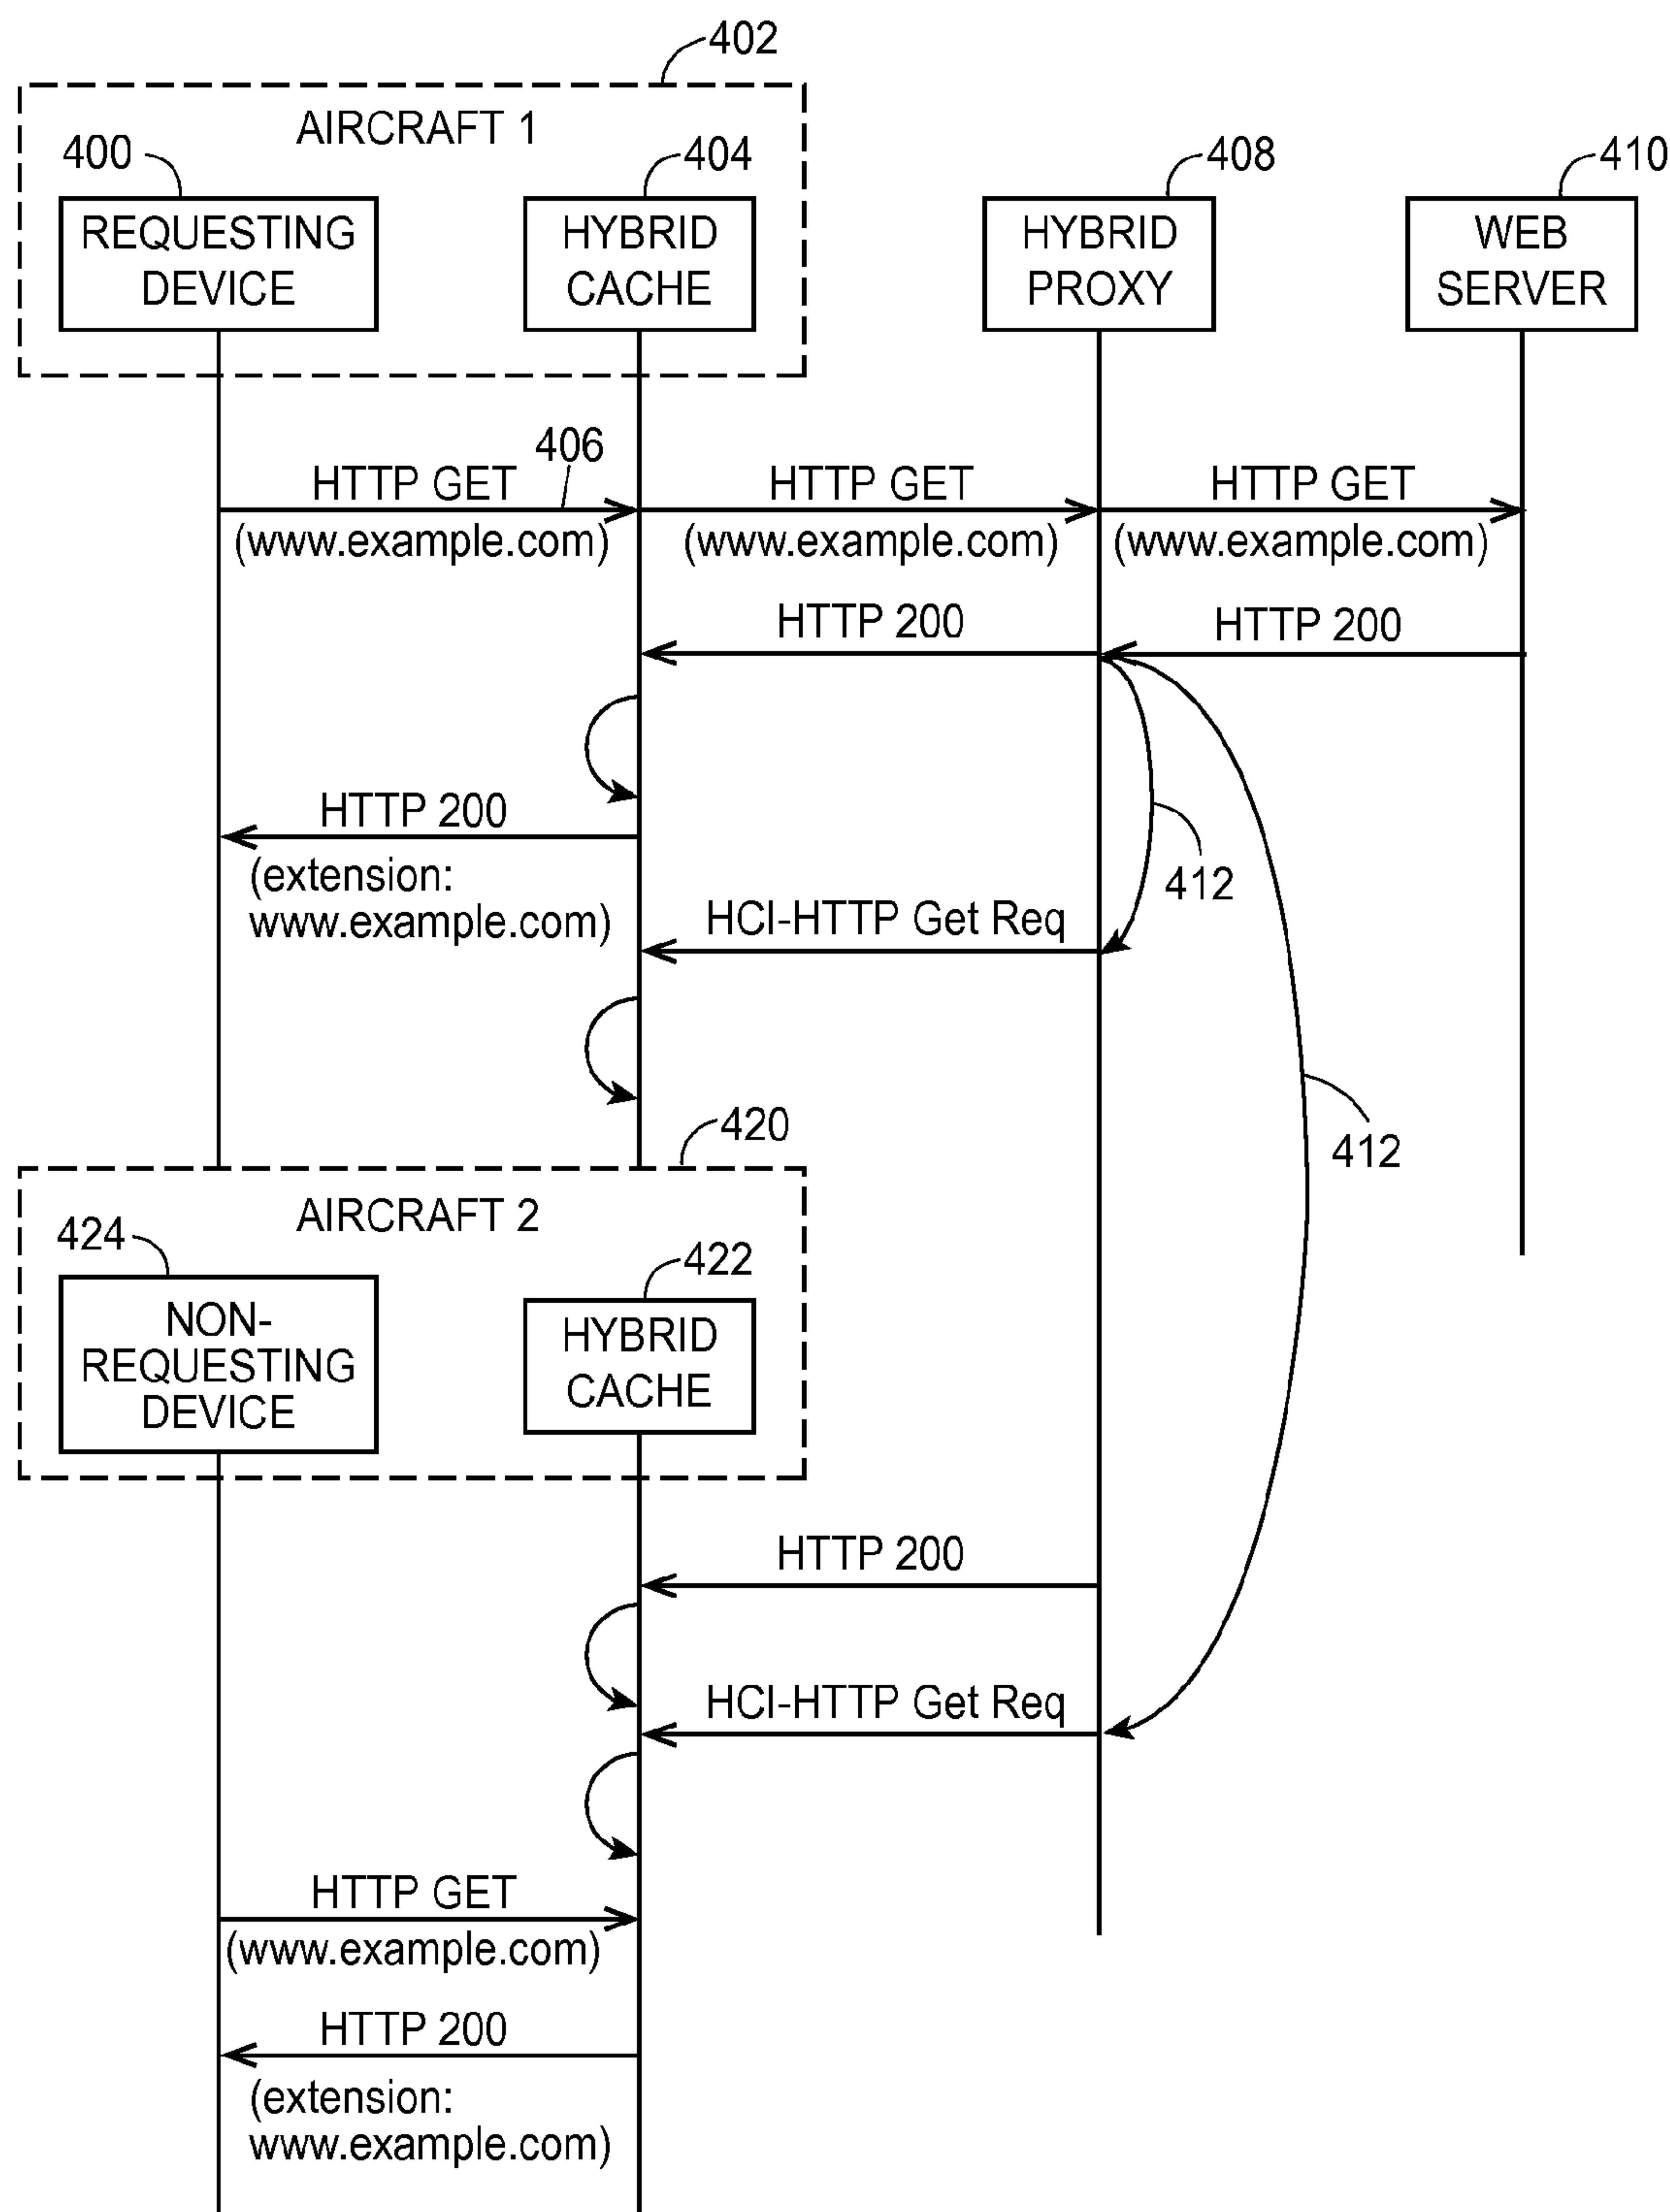 402
AIRCRAFT 1
400
404
408
410
REQUESTING
DEVICE
HYBRID
CACHE
HYBRID
PROXY
WEB
SERVER
406
HTTP GET
(www.example.com)
HTTP GET
(www.example.com)
HTTP GET
(www.example.com)
HTTP 200
HTTP 200
HTTP 200
(extension:
www.example.com)
412
HCI-HTTP Get Req
412
420
AIRCRAFT 2
424
422
NON-
REQUESTING
DEVICE
HYBRID
CACHE
HTTP 200
HCI-HTTP Get Req
HTTP GET
(www.example.com)
HTTP 200
(extension:
www.example.com)